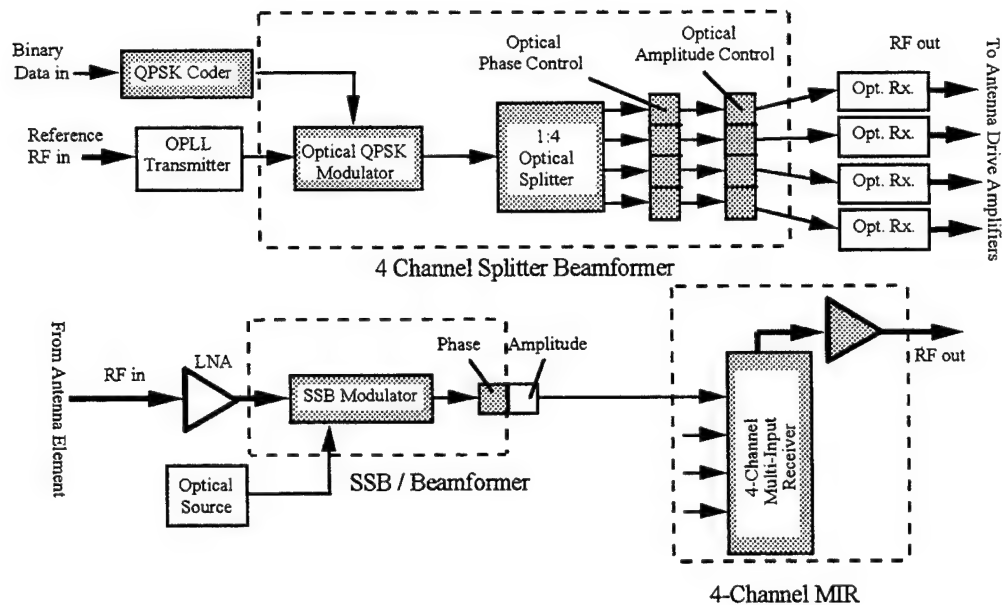 Binary
Data in
QPSK Coder
Optical
Phase Control
Optical
Amplitude Control
RF out
To Antenna Drive Amplifiers
Reference
RF in
OPLL
Transmitter
Optical QPSK
Modulator
1:4
Optical
Splitter
Opt. Rx.
Opt. Rx.
Opt. Rx.
Opt. Rx.
4 Channel Splitter Beamformer
From Antenna
Element
RF in
LNA
SSB Modulator
Phase
Amplitude
Optical
Source
SSB / Beamformer
4-Channel
Multi-Input
Receiver
RF out
4-Channel MIR